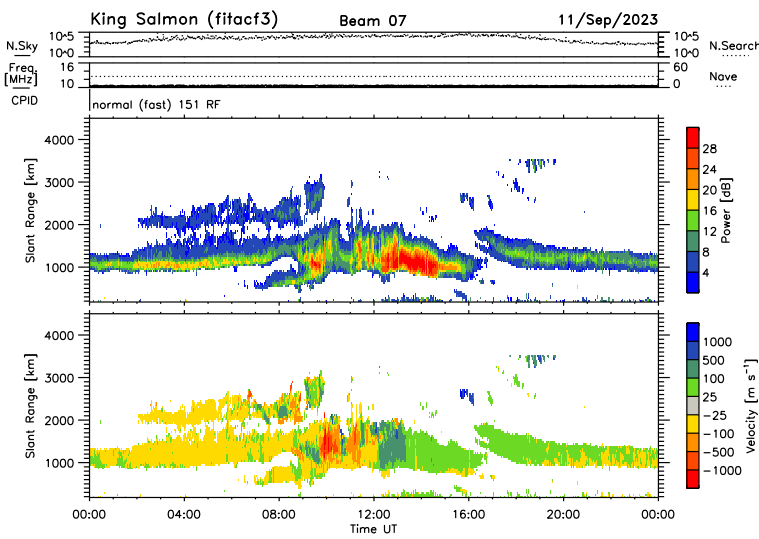 King Salmon (fitacf3) Beam 07 11/Sep/2023
N.Sky 10^5 10^0 10^5 10^0 N.Search
Freq [MHz] 16 10 60 0 Nave
CPID normal (fast) 151 RF
Slant Range [km] 4000 3000 2000 1000
Power [dB] 28 24 20 16 12 8 4
Slant Range [km] 4000 3000 2000 1000
Velocity [m s⁻¹] 1000 500 100 25 −25 −100 −500 −1000
00:00 04:00 08:00 12:00 16:00 20:00 00:00
Time UT